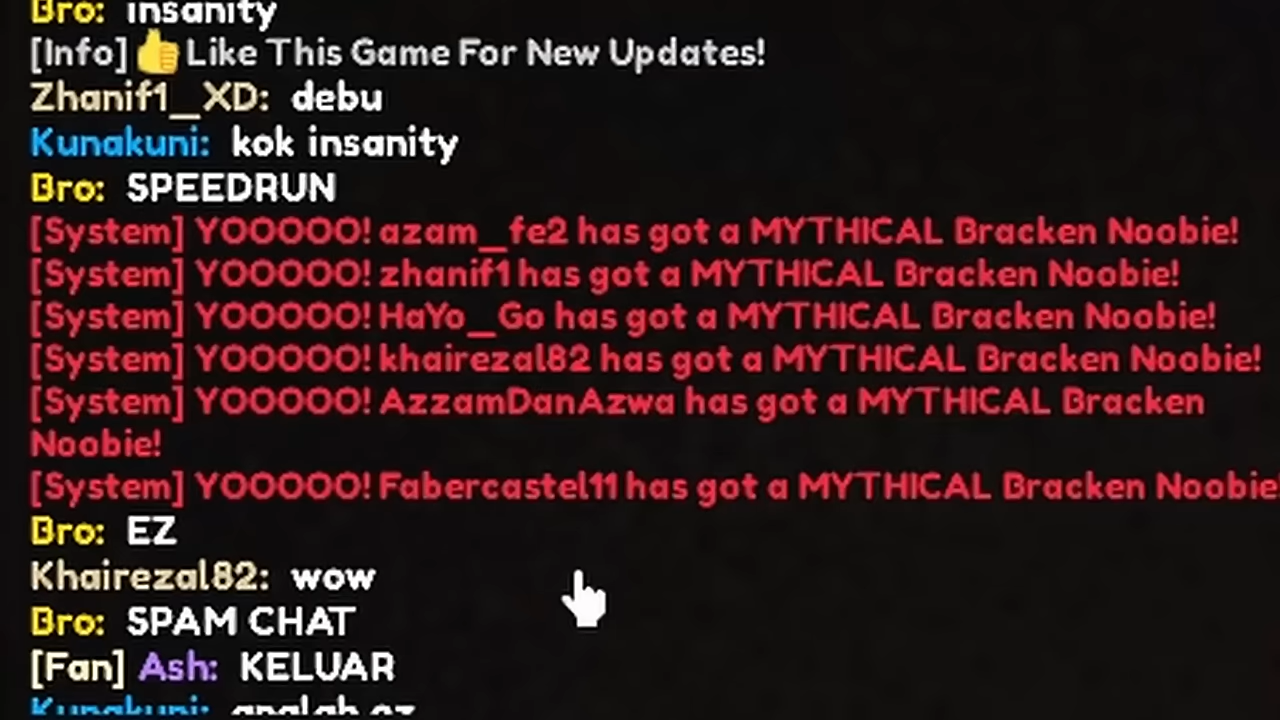 Bro: insanity
[Info] 👍 Like This Game For New Updates!
Zhanif1_XD: debu
Kunakuni: kok insanity
Bro: SPEEDRUN
[System] YOOOOO! azam_fe2 has got a MYTHICAL Bracken Noobie!
[System] YOOOOO! zhanif1 has got a MYTHICAL Bracken Noobie!
[System] YOOOOO! HaYo_Go has got a MYTHICAL Bracken Noobie!
[System] YOOOOO! khairezal82 has got a MYTHICAL Bracken Noobie!
[System] YOOOOO! AzzamDanAzwa has got a MYTHICAL Bracken
Noobie!
[System] YOOOOO! Fabercastel11 has got a MYTHICAL Bracken Noobie
Bro: EZ
Khairezal82: wow
Bro: SPAM CHAT
[Fan] Ash: KELUAR
Kunakuni: apalah ez